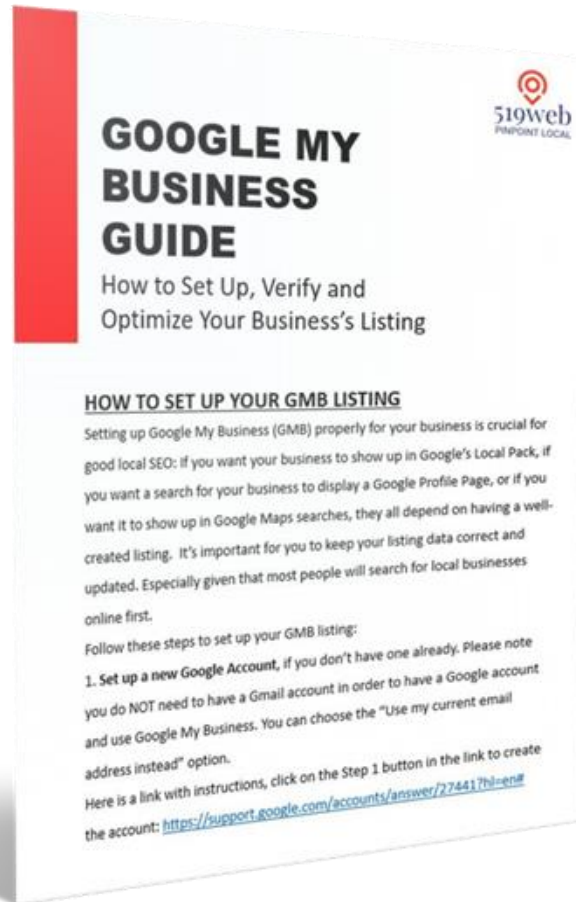 519web
PINPOINT LOCAL
GOOGLE MY
BUSINESS
GUIDE
How to Set Up, Verify and
Optimize Your Business's Listing
HOW TO SET UP YOUR GMB LISTING
Setting up Google My Business (GMB) properly for your business is crucial for
good local SEO: If you want your business to show up in Google's Local Pack, if
you want a search for your business to display a Google Profile Page, or if you
want it to show up in Google Maps searches, they all depend on having a well-
created listing. It's important for you to keep your listing data correct and
updated. Especially given that most people will search for local businesses
online first.
Follow these steps to set up your GMB listing:
1. Set up a new Google Account, if you don't have one already. Please note
you do NOT need to have a Gmail account in order to have a Google account
and use Google My Business. You can choose the "Use my current email
address instead" option.
Here is a link with instructions, click on the Step 1 button in the link to create
the account: https://support.google.com/accounts/answer/27441?hl=en#